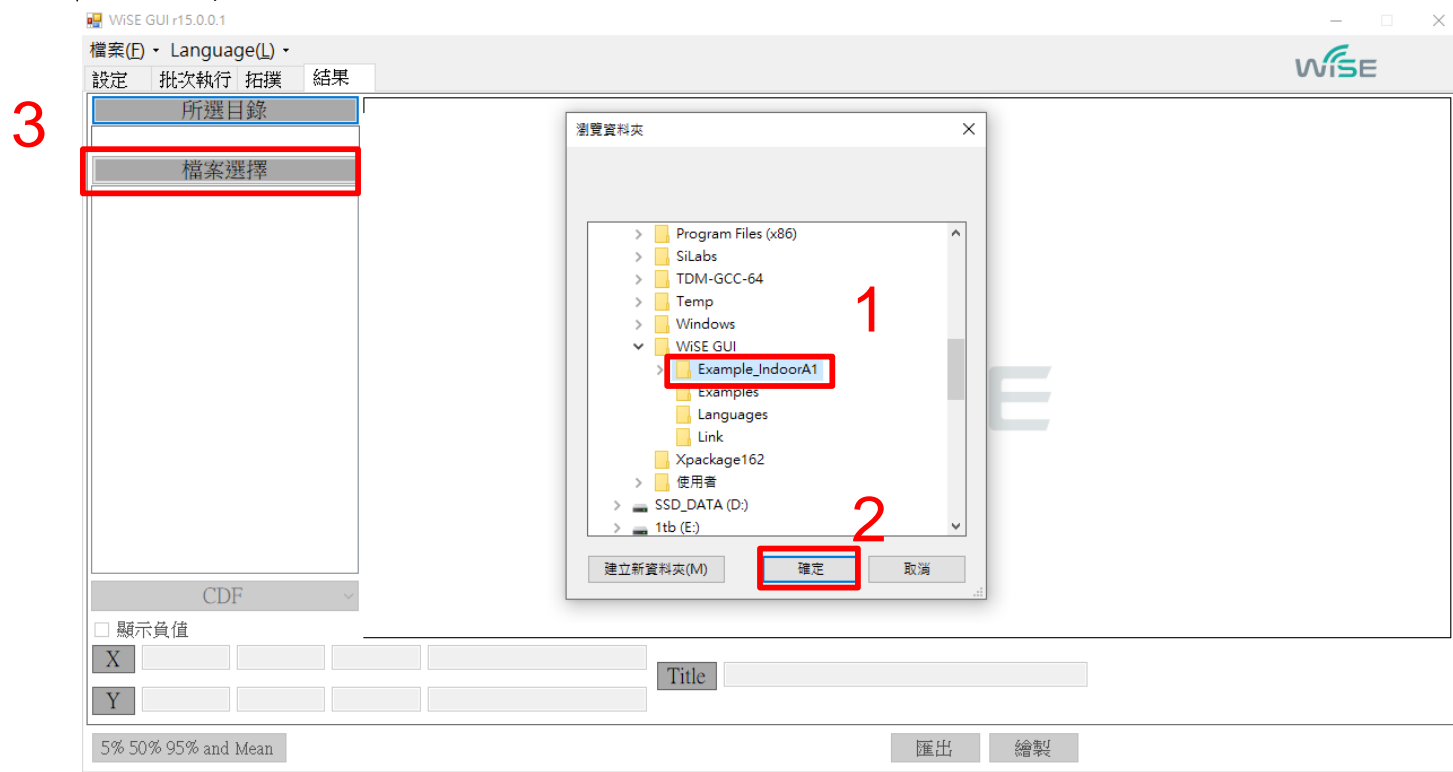 WiSE GUI r15.0.0.1
檔案(F) Language(L)
設定 批次執行 拓撲 結果
WiSE
3
所選目錄
檔案選擇
瀏覽資料夾
Program Files (x86)
SiLabs
TDM-GCC-64
Temp
1
Windows
WiSE GUI
Example_IndoorA1
Examples
Languages
Link
Xpackage162
使用者
SSD_DATA (D:)
2
1tb (E:)
建立新資料夾(M) 確定 取消
E
CDF
顯示負值
X
Title
Y
5% 50% 95% and Mean
匯出 繪製